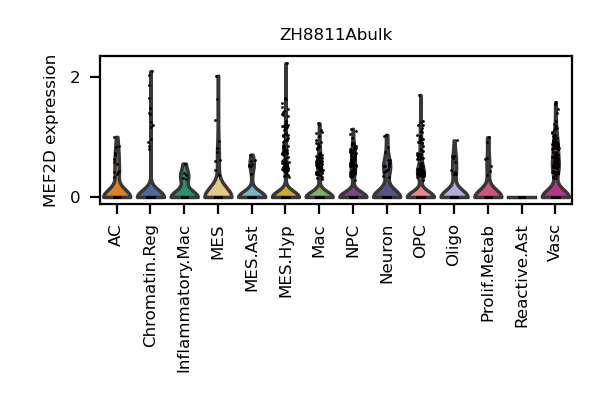 ZH8811Abulk
MEF2D expression
2
0
AC
Chromatin.Reg
Inflammatory.Mac
MES
MES.Ast
MES.Hyp
Mac
NPC
Neuron
OPC
Oligo
Prolif.Metab
Reactive.Ast
Vasc